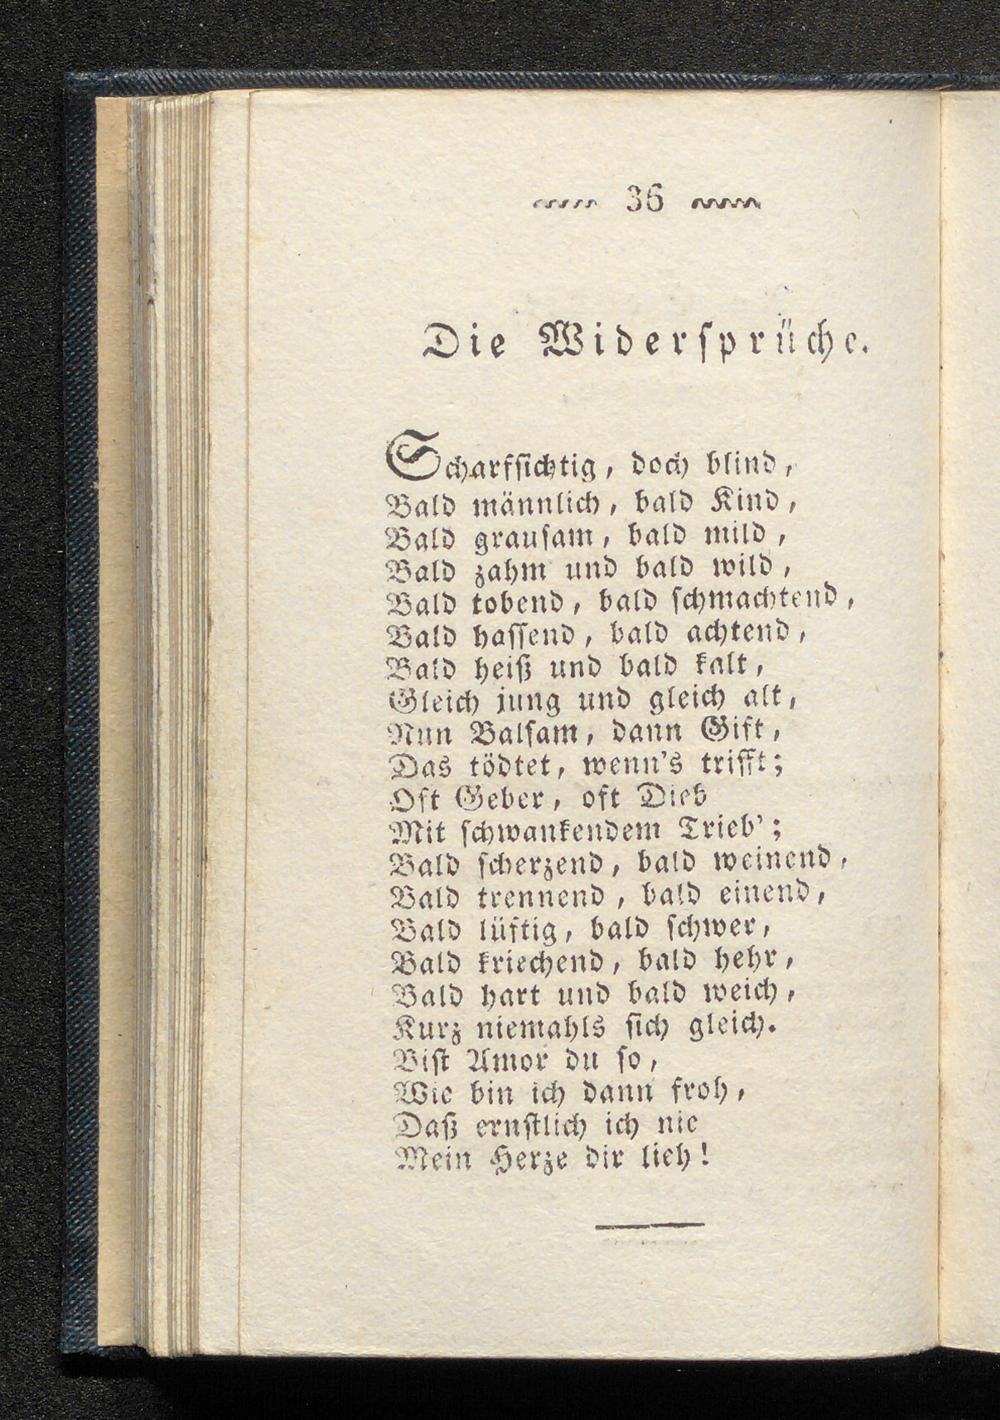 36
Die Widersprüche.
Scharfsichtig, doch blind,
Bald männlich, bald Kind,
Bald grausam, bald mild,
Bald zahm und bald wild,
Bald tobend, bald schmachtend,
Bald hassend, bald achtend,
Bald heiß und bald kalt,
Gleich jung und gleich alt,
Nun Balsam, dann Gift,
Das tödtet, wenn's trifft;
Oft Geber, oft Dieb
Mit schwankendem Trieb';
Bald scherzend, bald weinend,
Bald trennend, bald einend,
Bald lüftig, bald schwer,
Bald kriechend, bald hehr,
Bald hart und bald weich,
Kurz niemahls sich gleich.
Bist Amor du so,
Wie bin ich dann froh,
Daß ernstlich ich nie
Mein Herze dir lieh!